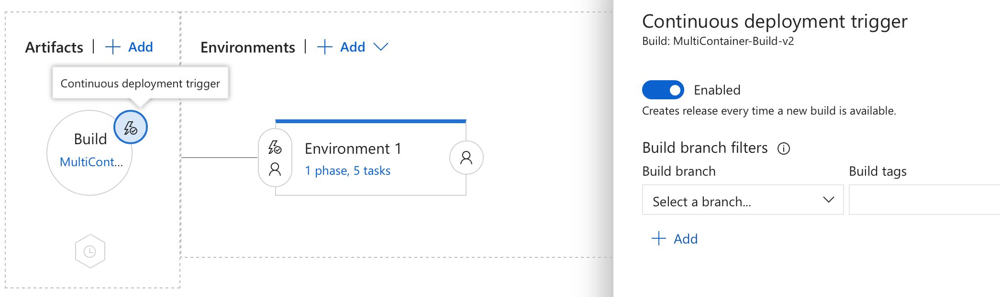 Artifacts | + Add
Environments | + Add
Continuous deployment trigger
Build
MultiCont...
Environment 1
1 phase, 5 tasks
Continuous deployment trigger
Build: MultiContainer-Build-v2
Enabled
Creates release every time a new build is available.
Build branch filters
Build branch
Build tags
Select a branch...
+ Add